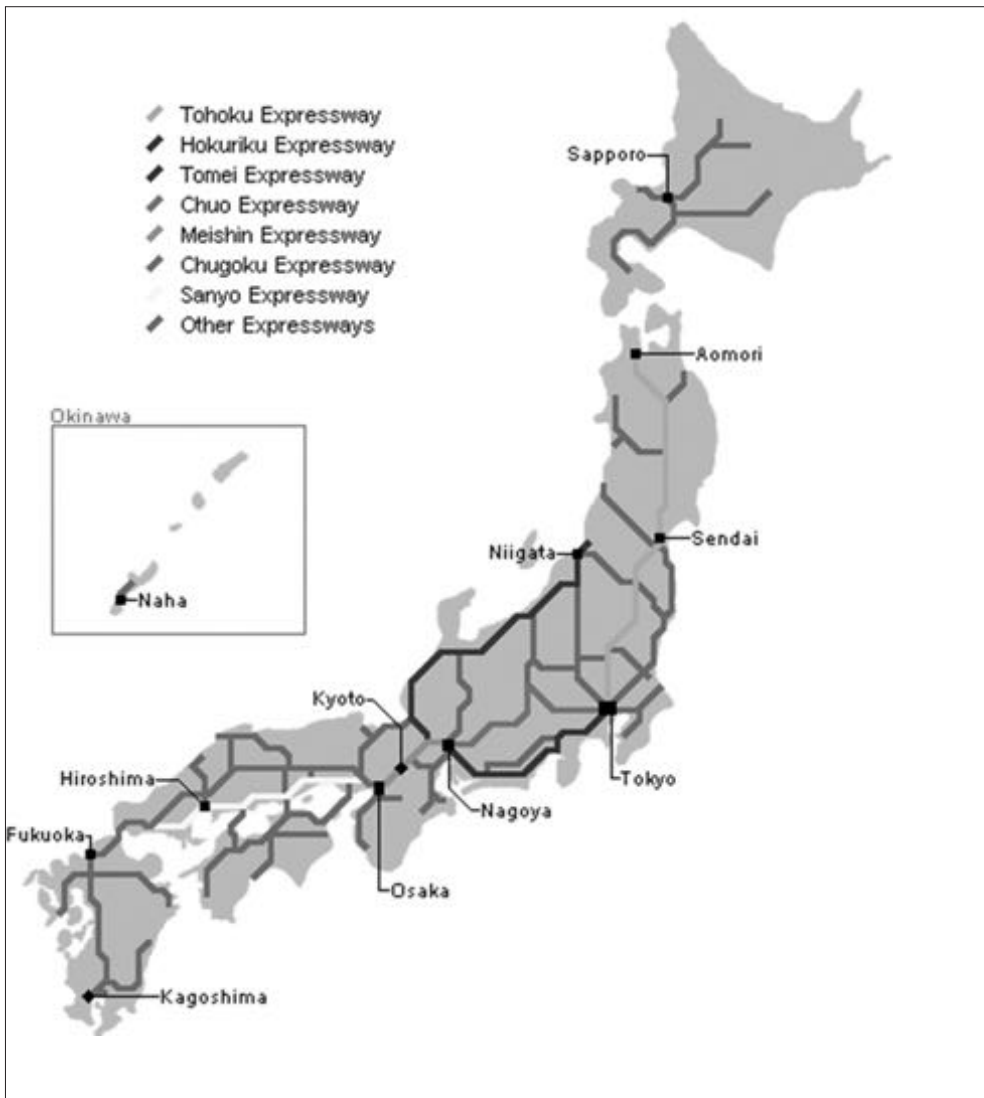 Tohoku Expressway
Hokuriku Expressway
Tomei Expressway
Chuo Expressway
Meishin Expressway
Chugoku Expressway
Sanyo Expressway
Other Expressways
Sapporo
Aomori
Okinawa
Naha
Niigata
Sendai
Kyoto
Hiroshima
Tokyo
Nagoya
Fukuoka
Osaka
Kagoshima